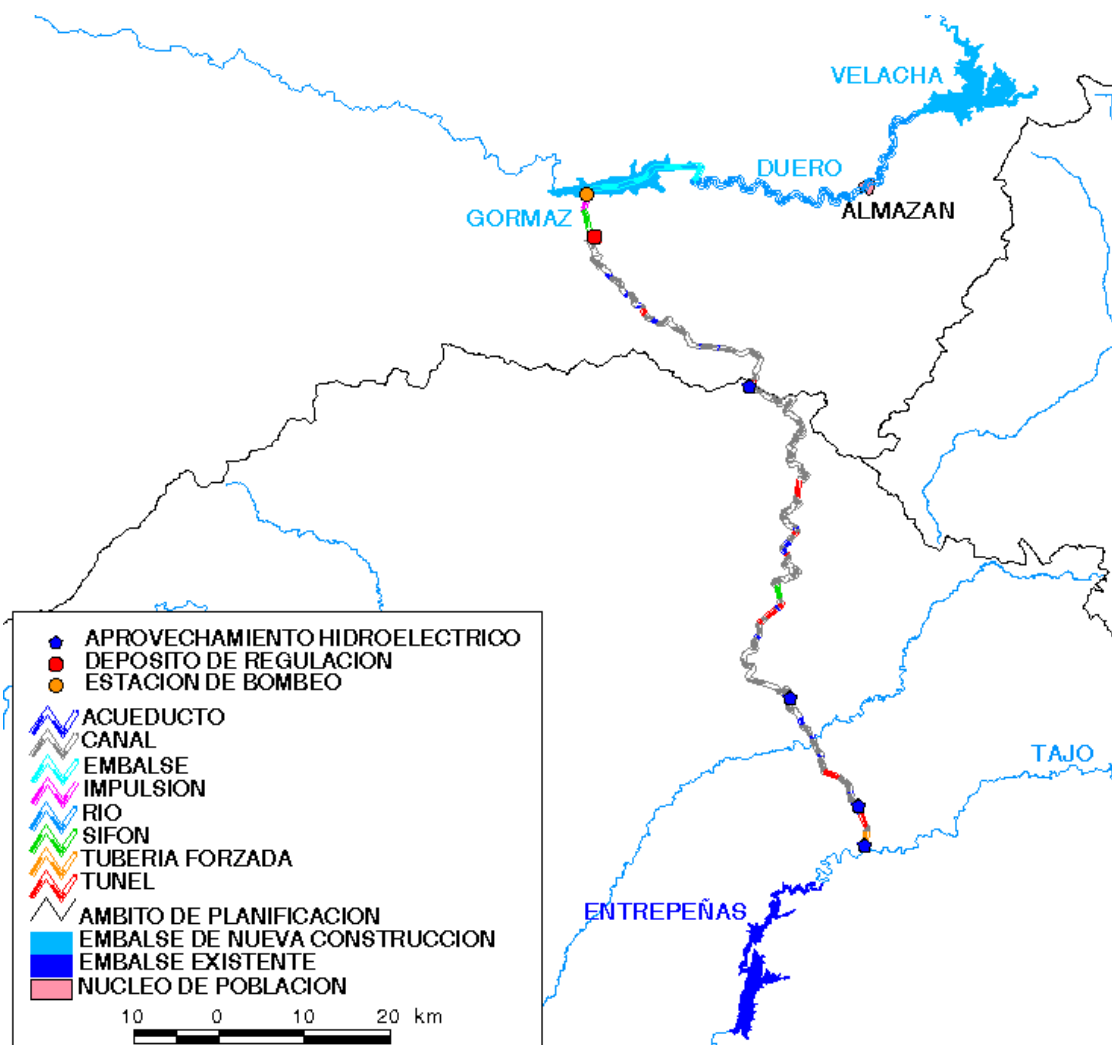 VELACHA
DUERO
GORMAZ
ALMAZAN
TAJO
ENTREPEÑAS
APROVECHAMIENTO HIDROELECTRICO
DEPOSITO DE REGULACION
ESTACION DE BOMBEO
ACUEDUCTO
CANAL
EMBALSE
IMPULSION
RIO
SIFON
TUBERIA FORZADA
TUNEL
AMBITO DE PLANIFICACION
EMBALSE DE NUEVA CONSTRUCCION
EMBALSE EXISTENTE
NUCLEO DE POBLACION
10 0 10 20 km